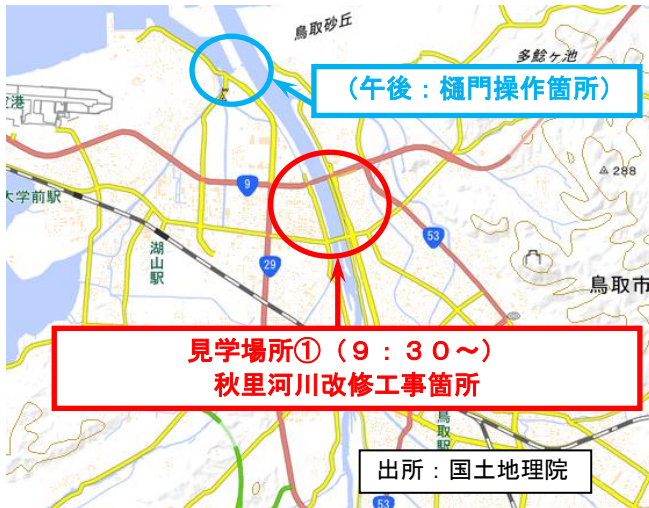 鳥取砂丘
多鯰ヶ池
(午後：樋門操作箇所)
空港
9
288
大学前駅
湖山駅
53
29
鳥取市
見学場所①(９：３０～)
秋里河川改修工事箇所
鳥取駅
出所：国土地理院
53